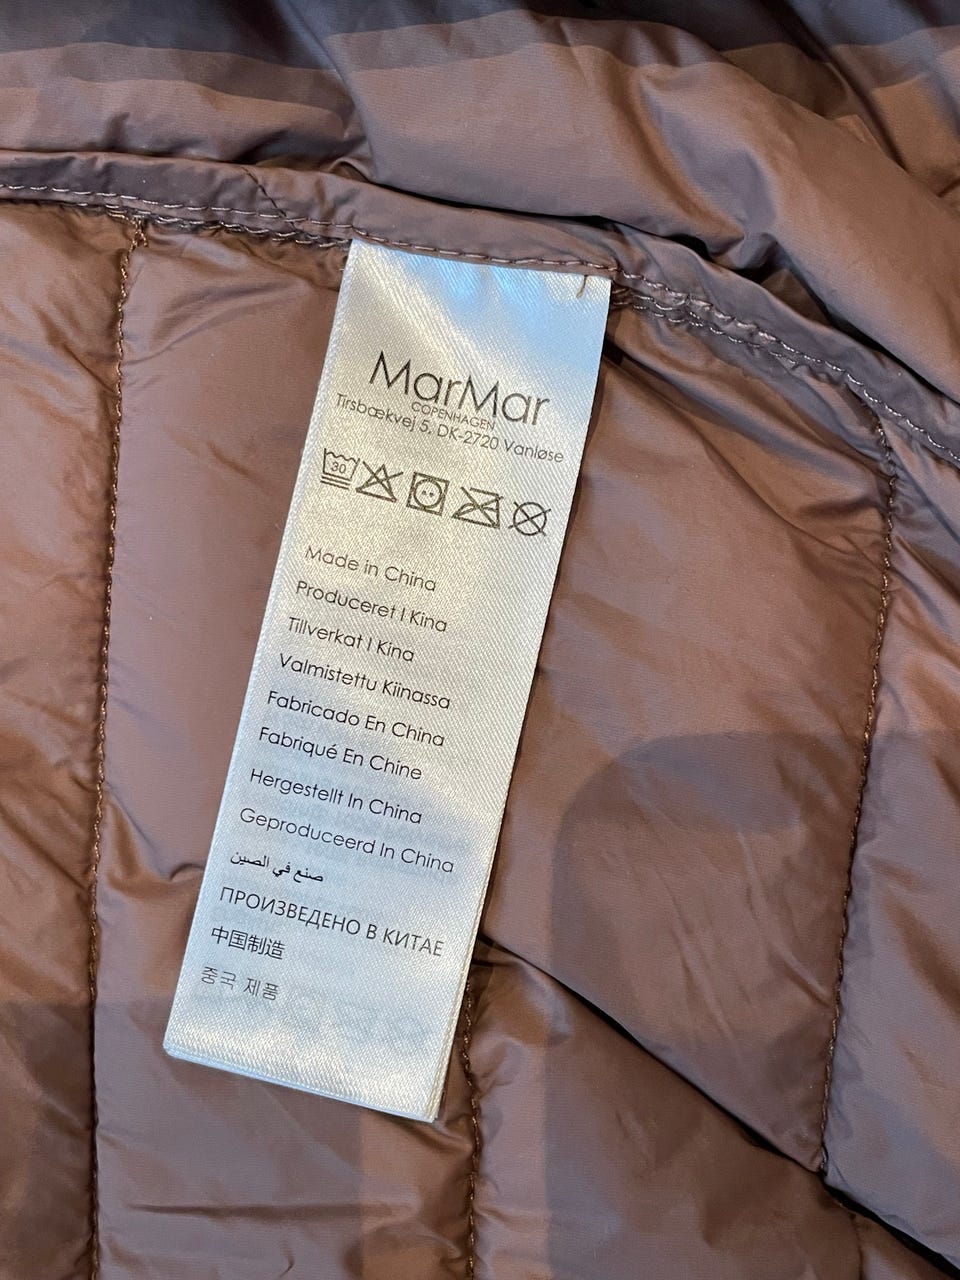 MarMar
COPENHAGEN
Tirsbækvej 5, DK-2720 Vanløse
30
Made in China
Produceret I Kina
Tillverkat I Kina
Valmistettu Kiinassa
Fabricado En China
Fabriqué En Chine
Hergestellt In China
Geproduceerd In China
صنع في الصين
ПРОИЗВЕДЕНО В КИТАЕ
中国制造
중국 제품